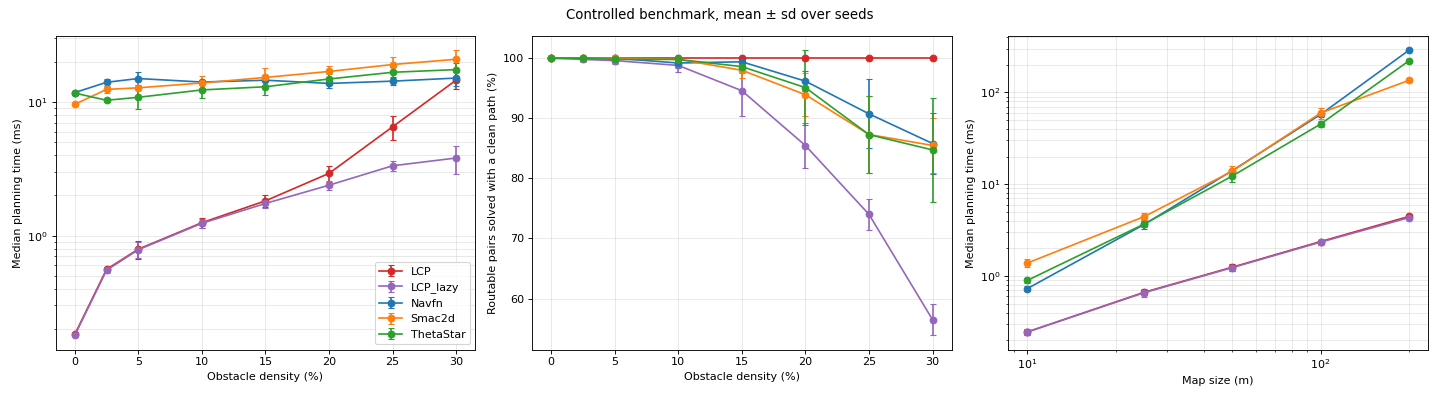 Controlled benchmark, mean ± sd over seeds
Median planning time (ms)
10¹
10⁰
0 5 10 15 20 25 30
Obstacle density (%)
LCP
LCP_lazy
Navfn
Smac2d
ThetaStar
Routable pairs solved with a clean path (%)
100
90
80
70
60
0 5 10 15 20 25 30
Obstacle density (%)
Median planning time (ms)
10²
10¹
10⁰
10¹ 10²
Map size (m)